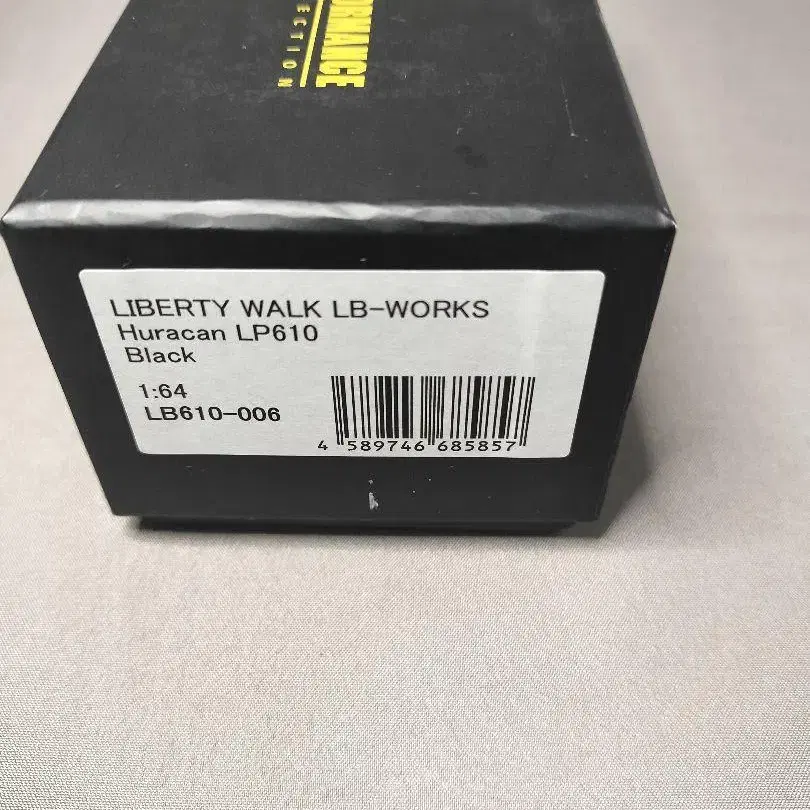 LIBERTY WALK LB-WORKS
Huracan LP610
Black
1:64
LB610-006
4 589746 685857